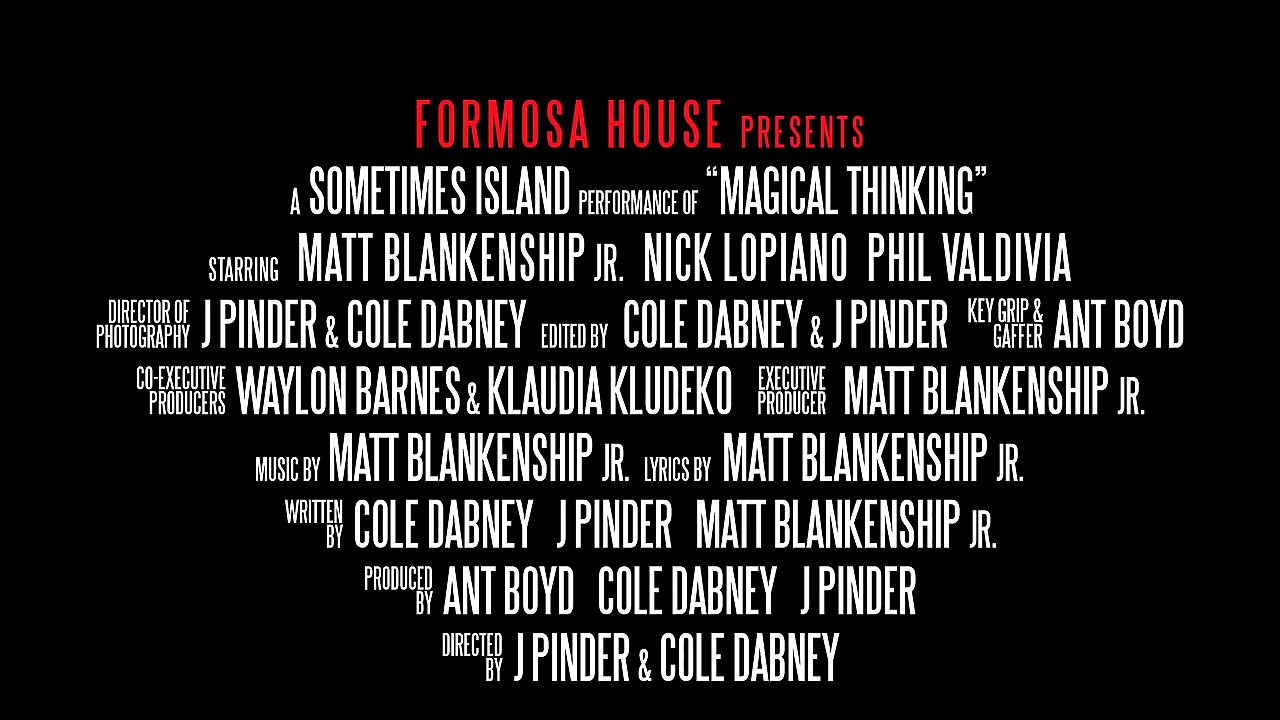 FORMOSA HOUSE PRESENTS
A SOMETIMES ISLAND PERFORMANCE OF “MAGICAL THINKING”
STARRING MATT BLANKENSHIP JR. NICK LOPIANO PHIL VALDIVIA
DIRECTOR OF PHOTOGRAPHY J PINDER & COLE DABNEY EDITED BY COLE DABNEY & J PINDER KEY GRIP & GAFFER ANT BOYD
CO-EXECUTIVE PRODUCERS WAYLON BARNES & KLAUDIA KLUDEKO EXECUTIVE PRODUCER MATT BLANKENSHIP JR.
MUSIC BY MATT BLANKENSHIP JR. LYRICS BY MATT BLANKENSHIP JR.
WRITTEN BY COLE DABNEY J PINDER MATT BLANKENSHIP JR.
PRODUCED BY ANT BOYD COLE DABNEY J PINDER
DIRECTED BY J PINDER & COLE DABNEY